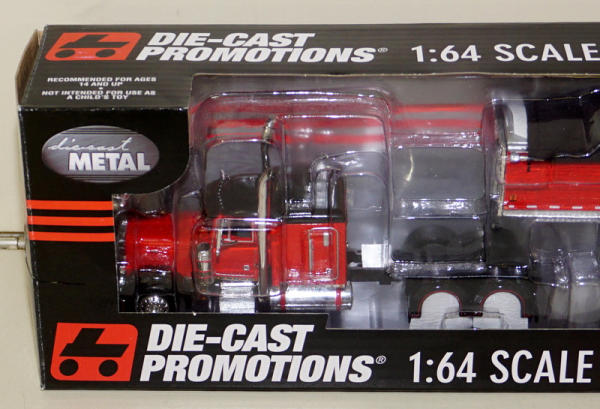 DIE-CAST
PROMOTIONS® 1:64 SCALE
RECOMMENDED FOR AGES
14 AND UP
•
NOT INTENDED FOR USE AS
A CHILD'S TOY
diecast
METAL
DIE-CAST
PROMOTIONS® 1:64 SCALE